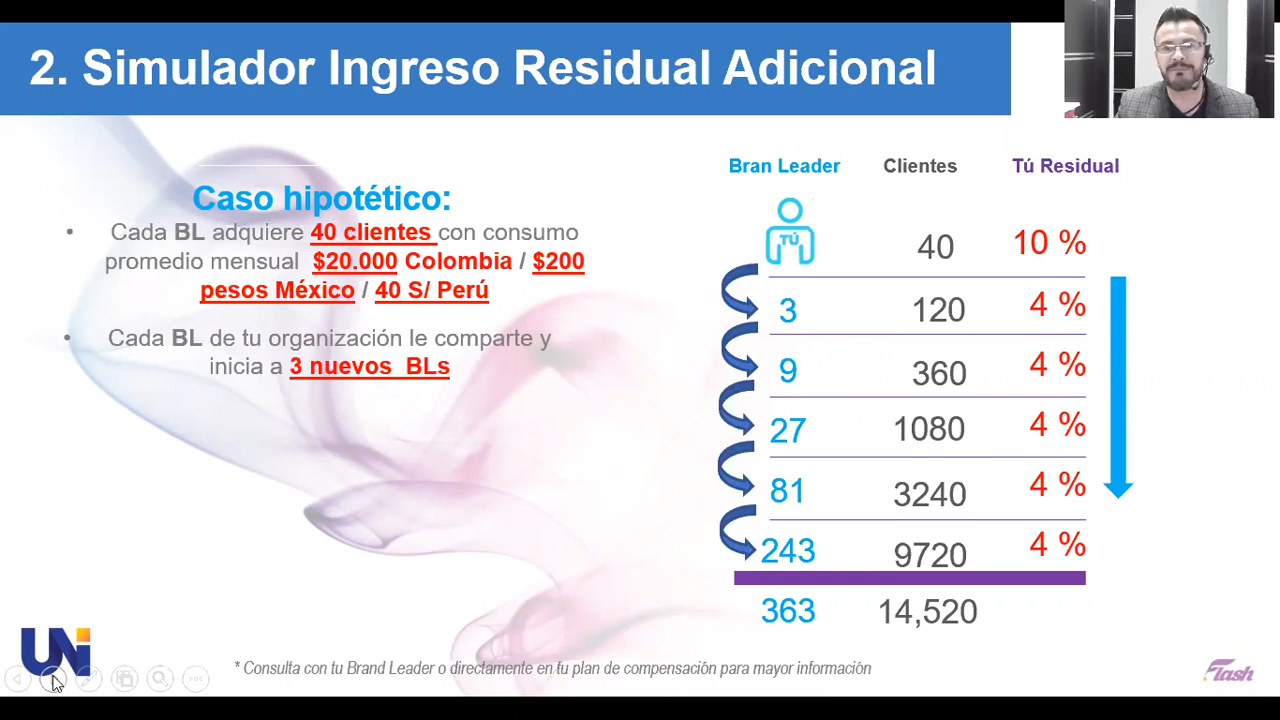 2. Simulador Ingreso Residual Adicional
Caso hipotético:
• Cada BL adquiere 40 clientes con consumo
promedio mensual $20.000 Colombia / $200
pesos México / 40 S/ Perú
• Cada BL de tu organización le comparte y
inicia a 3 nuevos BLs
Bran Leader Clientes Tú Residual
TÚ 40 10 %
3 120 4 %
9 360 4 %
27 1080 4 %
81 3240 4 %
243 9720 4 %
363 14,520
UNi
* Consulta con tu Brand Leader o directamente en tu plan de compensación para mayor información
Flash